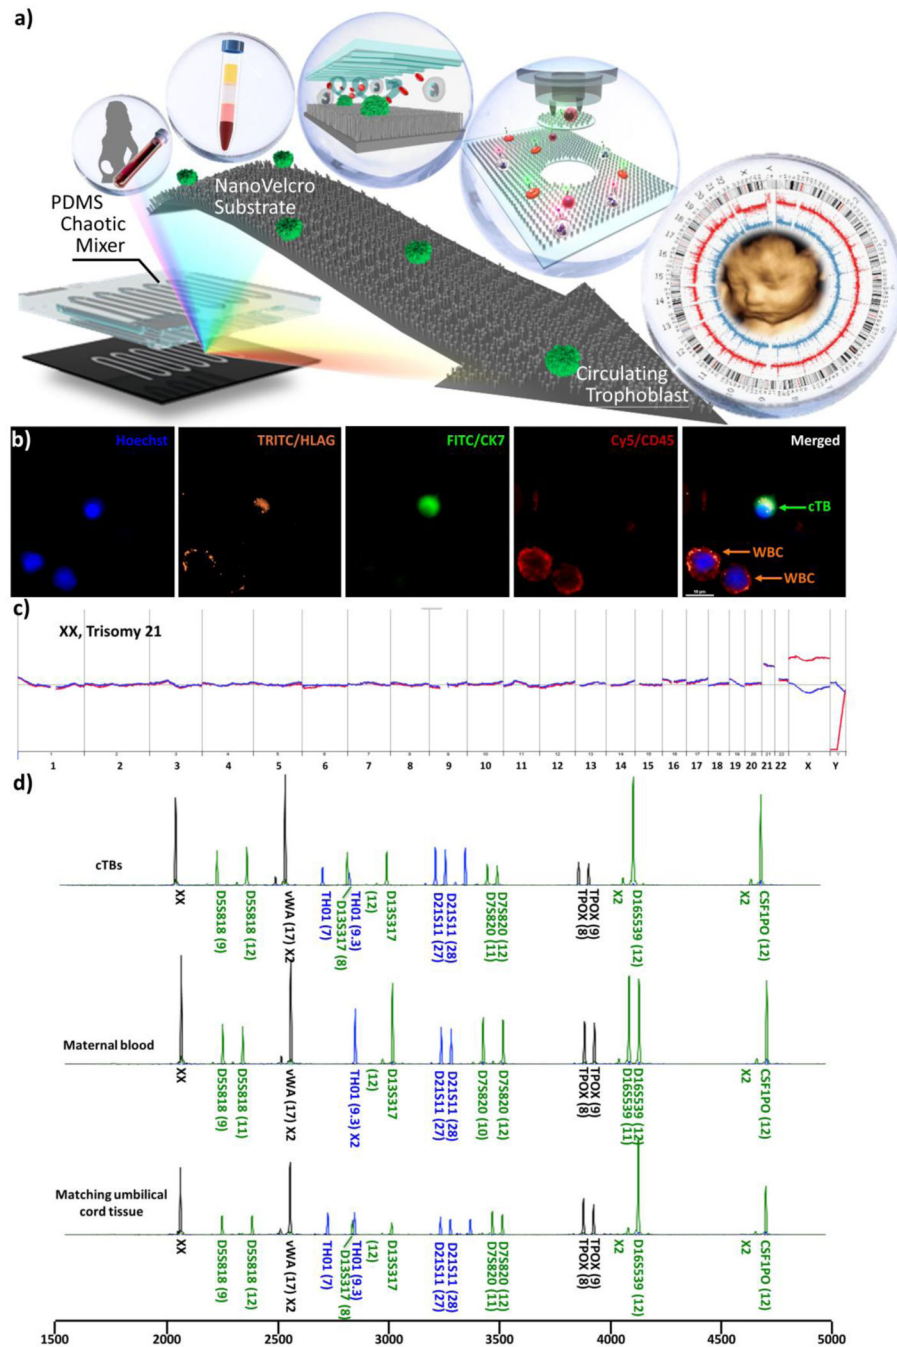 a)
PDMS
Chaotic
Mixer
NanoVelcro
Substrate
Circulating
Trophoblast
b)
Hoechst
TRITC/HLAG
FITC/CK7
Cy5/CD45
Merged
cTB
WBC
WBC
10 μm
c)
XX, Trisomy 21
1 2 3 4 5 6 7 8 9 10 11 12 13 14 15 16 17 18 19 20 21 22 X Y
d)
cTBs
XX
D5S818 (9)
D5S818 (12)
vWA (17) X2
TH01 (7)
D13S317 (8)
TH01 (9.3)
(12)
D13S317
D21S11 (27)
D21S11 (28)
D7S820 (11)
D7S820 (12)
TPOX (8)
TPOX (9)
X2
D16S539 (12)
X2
CSF1PO (12)
Maternal blood
XX
D5S818 (9)
D5S818 (11)
vWA (17) X2
TH01 (9.3) X2
(12)
D13S317
D21S11 (27)
D21S11 (28)
D7S820 (10)
D7S820 (12)
TPOX (8)
TPOX (9)
D16S539 (11)
D16S539 (12)
X2
CSF1PO (12)
Matching umbilical
cord tissue
XX
D5S818 (9)
D5S818 (12)
vWA (17) X2
TH01 (7)
D13S317 (8)
TH01 (9.3)
(12)
D13S317
D21S11 (27)
D21S11 (28)
D7S820 (11)
D7S820 (12)
TPOX (8)
TPOX (9)
X2
D16S539 (12)
X2
CSF1PO (12)
1500 2000 2500 3000 3500 4000 4500 5000